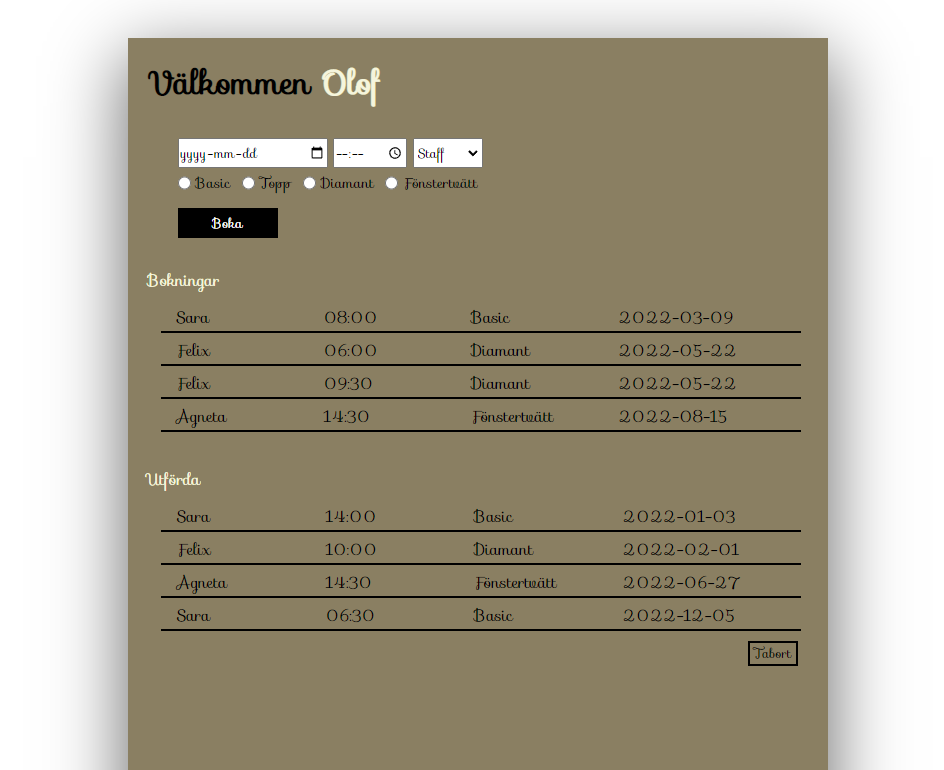 Välkommen Olof
yyyy-mm-dd --:-- Staff
Basic Topp Diamant Fönstertvätt
Boka
Bokningar
Sara 08:00 Basic 2022-03-09
Felix 06:00 Diamant 2022-05-22
Felix 09:30 Diamant 2022-05-22
Agneta 14:30 Fönstertvätt 2022-08-15
Utförda
Sara 14:00 Basic 2022-01-03
Felix 10:00 Diamant 2022-02-01
Agneta 14:30 Fönstertvätt 2022-06-27
Sara 06:30 Basic 2022-12-05
Tabort